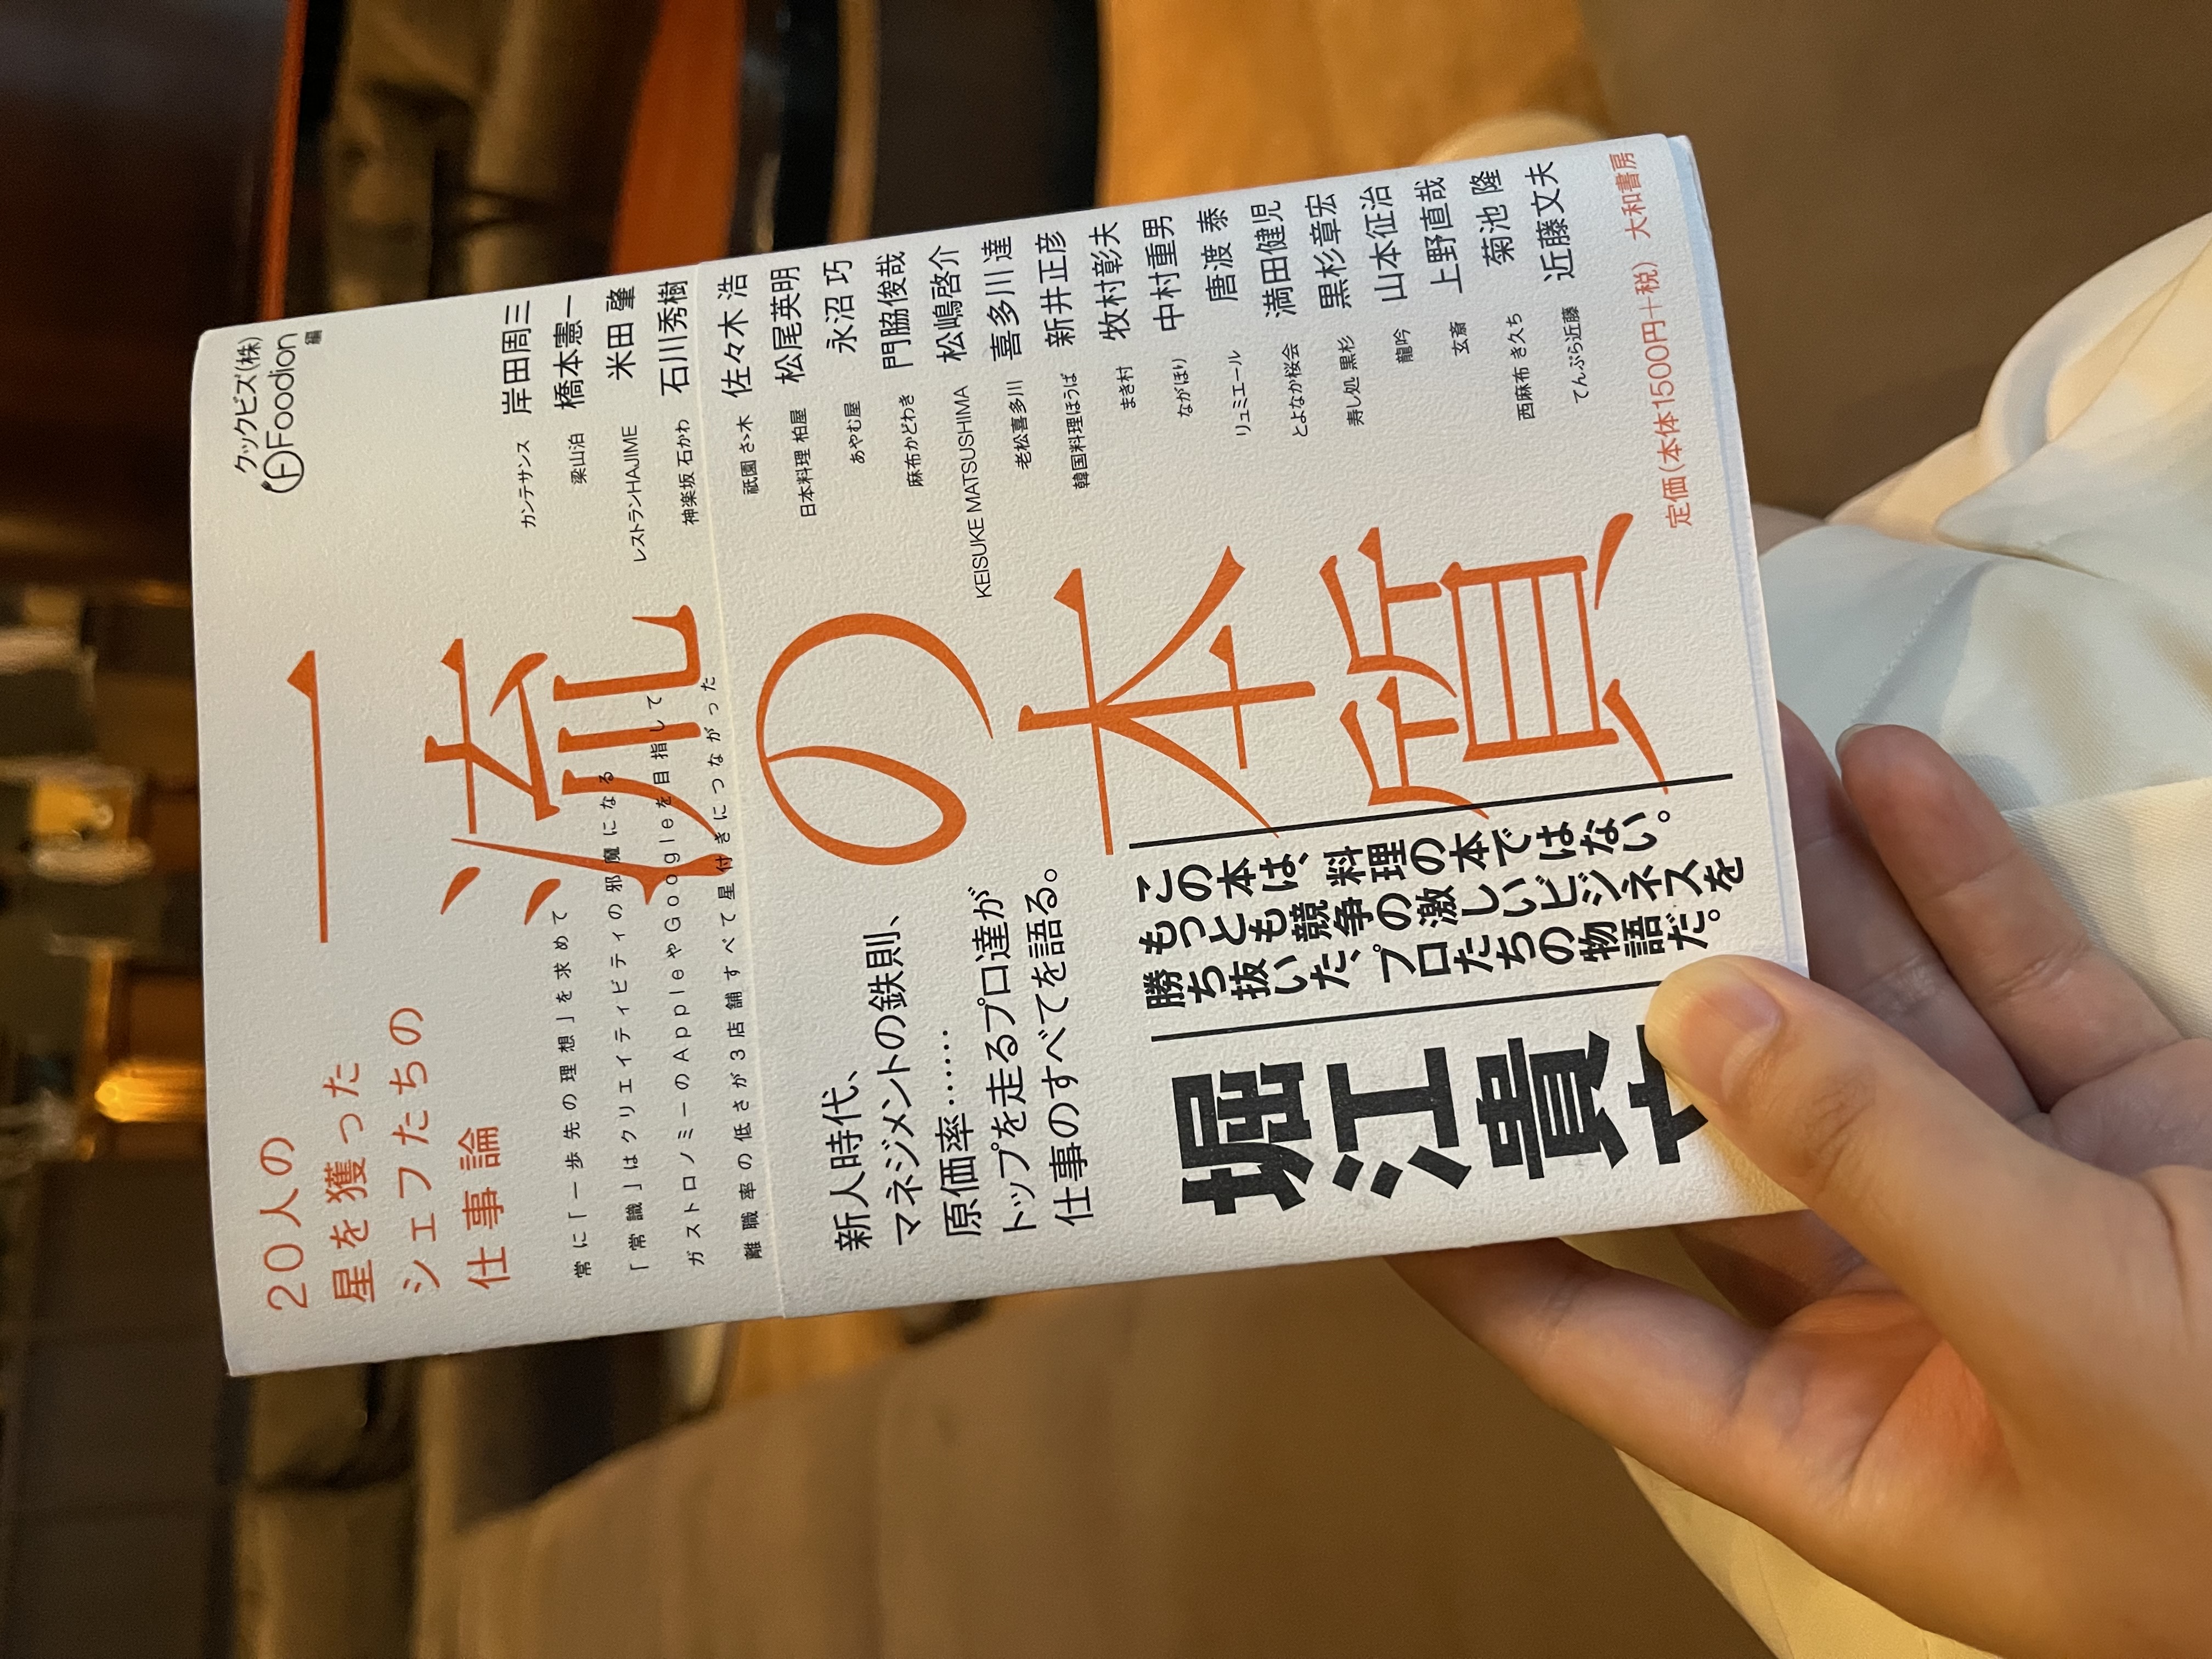 クックビズ(株)
Foodion 編
一流の本質
20人の
星を獲った
シェフたちの
仕事論
常に「一歩先の理想」を求めて
「常識」はクリエイティビティの邪魔になる
ガストロノミーのAppleやGoogleを目指して
離職率の低さが3店舗すべて星付きにつながった
カンテサンス 岸田周三
梁山泊 橋本憲一
レストランHAJIME 米田 肇
神楽坂 石かわ 石川秀樹
祇園 さゝ木 佐々木 浩
日本料理 柏屋 松尾英明
あやむ屋 永沼 巧
麻布かどわき 門脇俊哉
KEISUKE MATSUSHIMA 松嶋啓介
老松喜多川 喜多川 達
韓国料理ほうば 新井正彦
まき村 牧村彰夫
ながほり 中村重男
リュミエール 唐渡 泰
とよなか桜会 満田健児
寿し処 黒杉 黒杉章宏
龍吟 山本征治
玄斎 上野直哉
西麻布 き久ち 菊池 隆
てんぷら近藤 近藤文夫
新人時代、
マネジメントの鉄則、
原価率……
トップを走るプロ達が
仕事のすべてを語る。
この本は、料理の本ではない。
もっとも競争の激しいビジネスを
勝ち抜いた、プロたちの物語だ。
堀江貴
定価(本体1500円+税) 大和書房